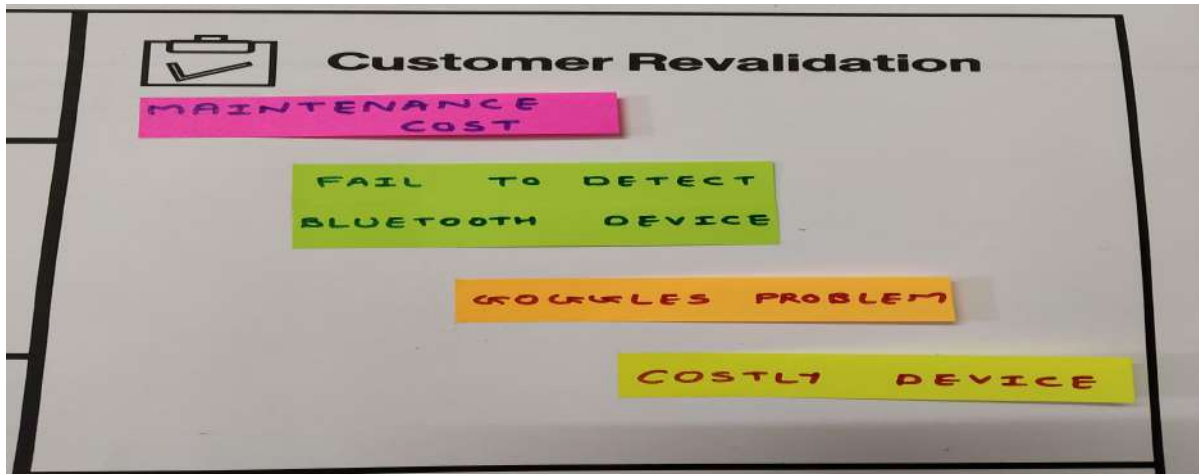 Customer Revalidation
MAINTENANCE
COST
FAIL TO DETECT
BLUETOOTH DEVICE
GOGGLES PROBLEM
COSTLY DEVICE